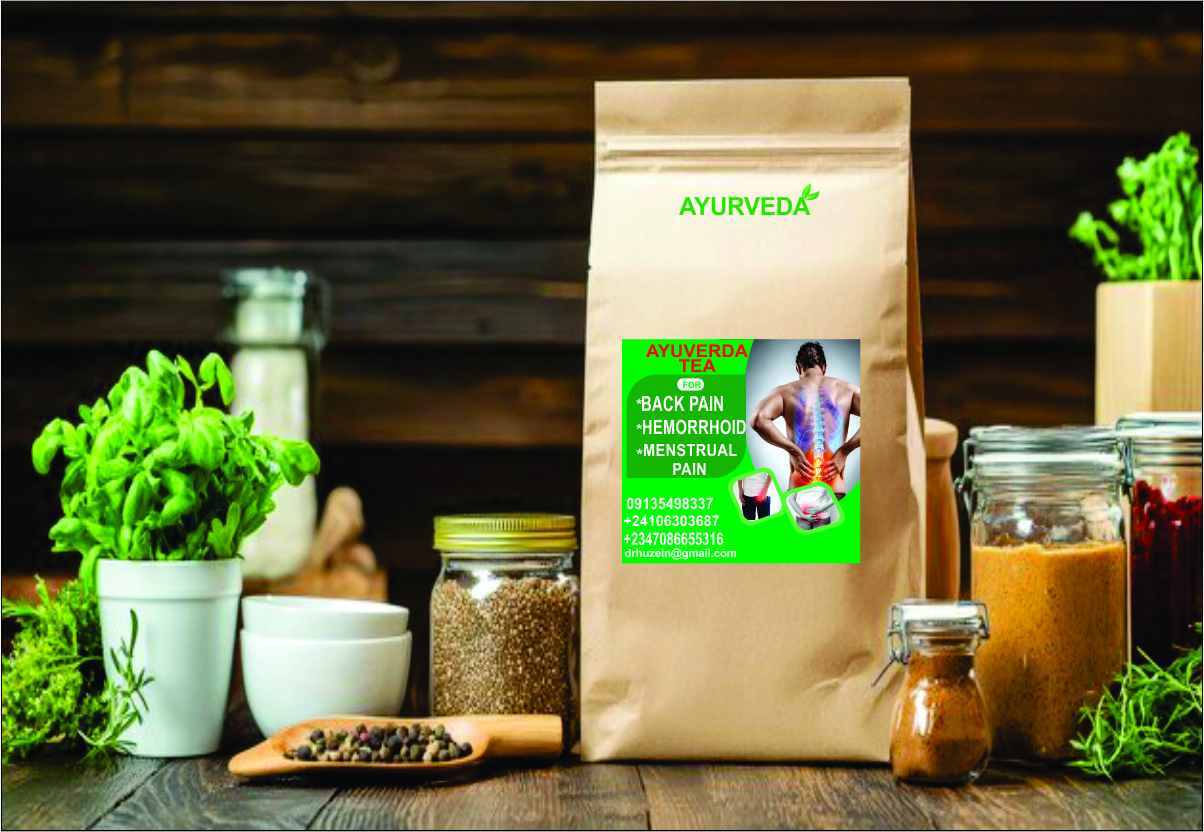 AYURVEDA
AYUVERDA
TEA
FOR
*BACK PAIN
*HEMORRHOID
*MENSTRUAL
PAIN
09135498337
+24106303687
+2347086655316
drhuzein@gmail.com